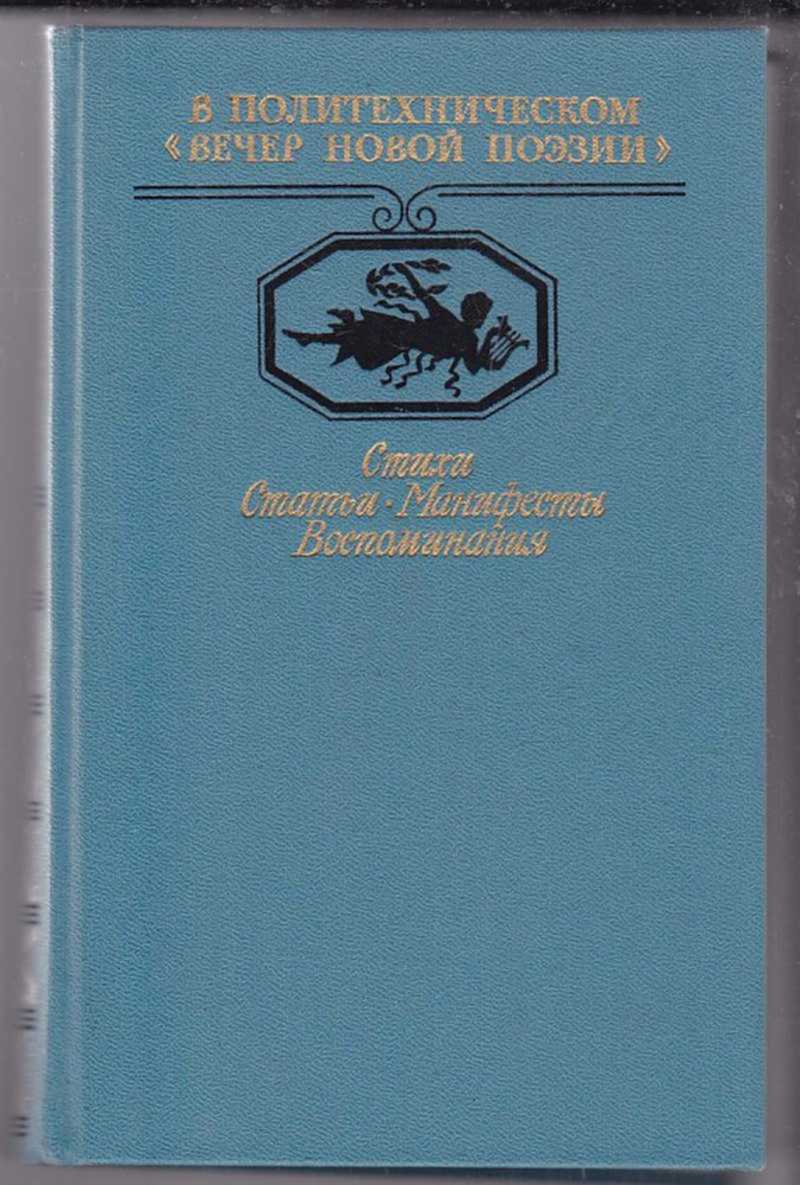 В ПОЛИТЕХНИЧЕСКОМ
«ВЕЧЕР НОВОЙ ПОЭЗИИ»
Стихи
Статьи · Манифесты
Воспоминания